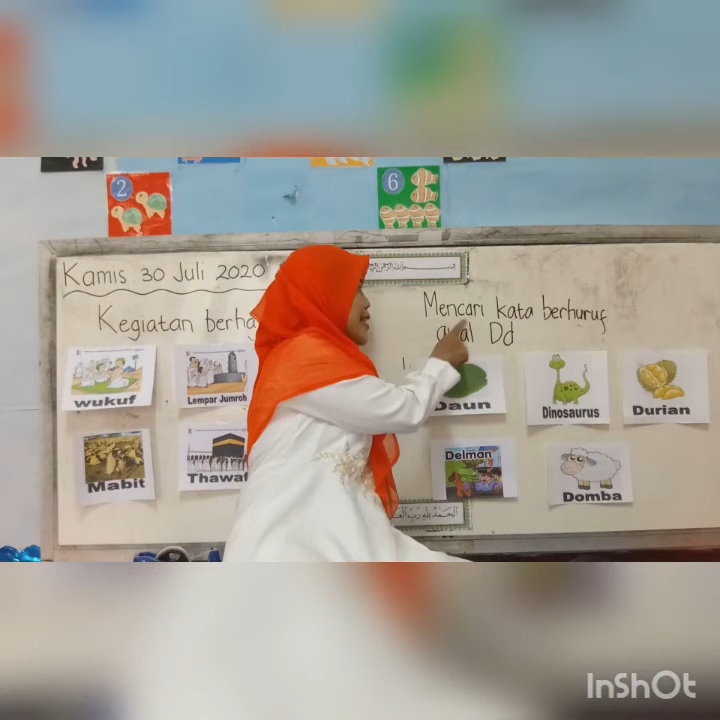 2
6
Kamis 30 Juli 2020
Kegiatan berha
wukuf
Lempar Jumroh
Mabit
Thawaf
Mencari kata berhuruf
awal Dd
1.
Daun
Dinosaurus
Durian
Delman
Domba
InShOt